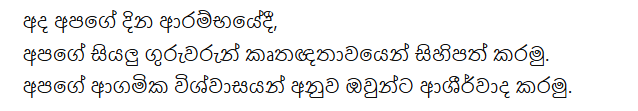 අද අපගේ දින ආරම්භයේදී,
අපගේ සියලු ගුරුවරුන් කෘතඥතාවයෙන් සිහිපත් කරමු.
අපගේ ආගමික විශ්වාසයන් අනුව ඔවුන්ට ආශීර්වාද කරමු.